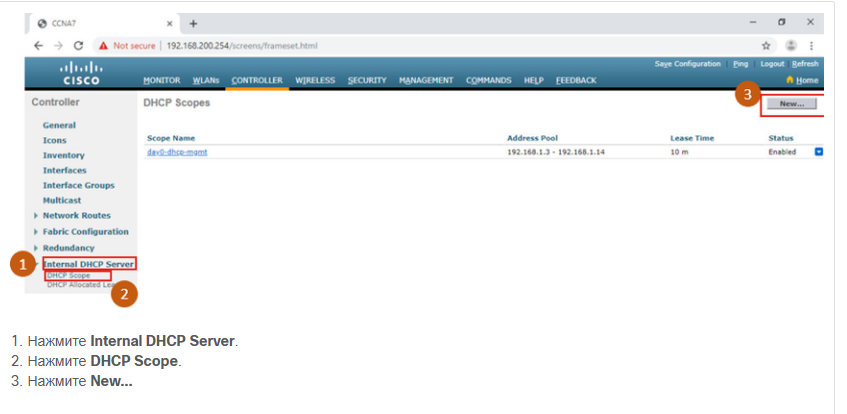 CCNA7
Not secure | 192.168.200.254/screens/frameset.html
Save Configuration Ping Logout Refresh
CISCO
MONITOR WLANs CONTROLLER WIRELESS SECURITY MANAGEMENT COMMANDS HELP FEEDBACK
Home
Controller
DHCP Scopes
3
New...
General
Icons
Inventory
Interfaces
Interface Groups
Multicast
Network Routes
Fabric Configuration
Redundancy
1
Internal DHCP Server
DHCP Scope
DHCP Allocated
2
Scope Name Address Pool Lease Time Status
day0-dhcp-mgmt 192.168.1.3 - 192.168.1.14 10 m Enabled
1. Нажмите Internal DHCP Server.
2. Нажмите DHCP Scope.
3. Нажмите New...